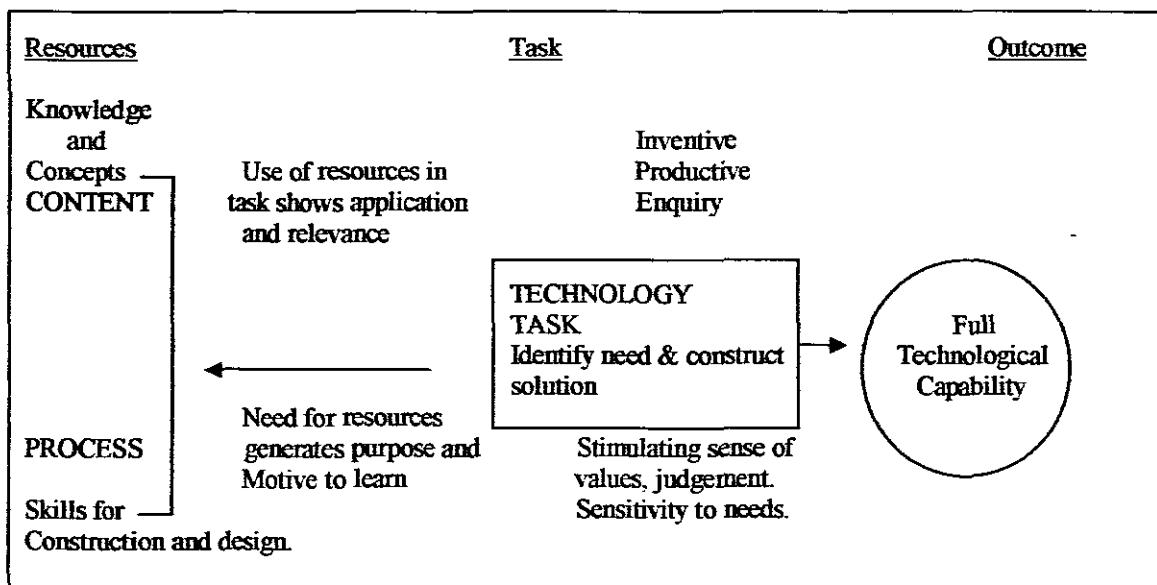 Resources
Task
Outcome
Knowledge
and
Concepts
CONTENT
Use of resources in
task shows application
and relevance
Inventive
Productive
Enquiry
TECHNOLOGY
TASK
Identify need & construct
solution
Full
Technological
Capability
PROCESS
Need for resources
generates purpose and
Motive to learn
Stimulating sense of
values, judgement.
Sensitivity to needs.
Skills for
Construction and design.